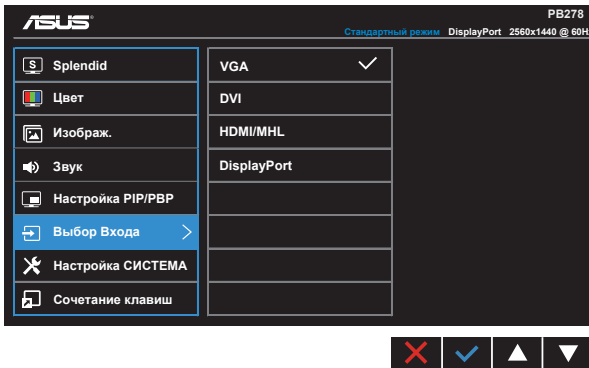 ASUS
PB278
Стандартный режим DisplayPort 2560x1440 @ 60H
S Splendid
VGA
Цвет
DVI
Изображ.
HDMI/MHL
Звук
DisplayPort
Настройка PIP/PBP
Выбор Входа
Настройка СИСТЕМА
Сочетание клавиш